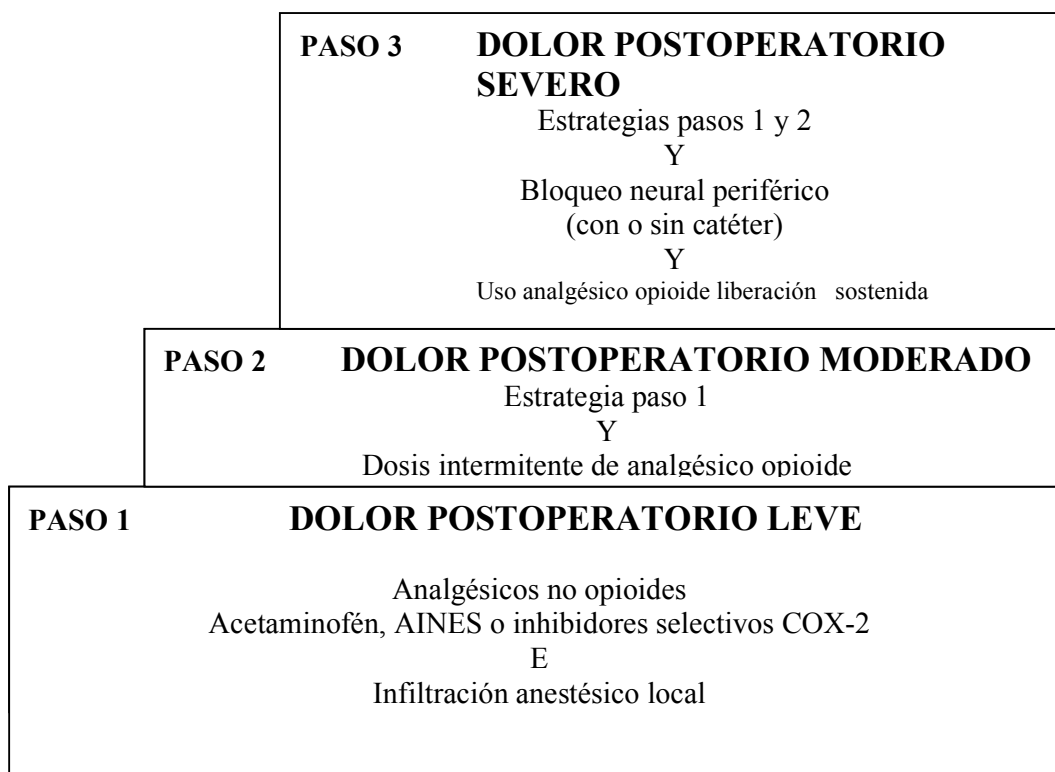 PASO 3 DOLOR POSTOPERATORIO
SEVERO
Estrategias pasos 1 y 2
Y
Bloqueo neural periférico
(con o sin catéter)
Y
Uso analgésico opioide liberación sostenida
PASO 2 DOLOR POSTOPERATORIO MODERADO
Estrategia paso 1
Y
Dosis intermitente de analgésico opioide
PASO 1 DOLOR POSTOPERATORIO LEVE
Analgésicos no opioides
Acetaminofén, AINES o inhibidores selectivos COX-2
E
Infiltración anestésico local